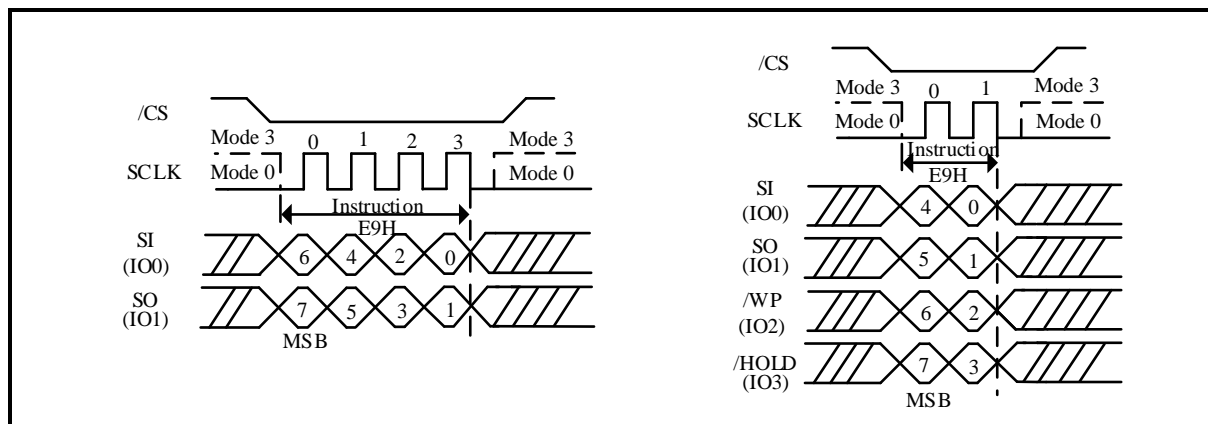 /CS
Mode 3 0 1 2 3 Mode 3
SCLK Mode 0 Mode 0
Instruction
E9H
SI
(IO0) 6 4 2 0
SO
(IO1) 7 5 3 1
MSB
/CS
Mode 3 0 1 Mode 3
SCLK Mode 0 Mode 0
Instruction
E9H
SI
(IO0) 4 0
SO
(IO1) 5 1
/WP
(IO2) 6 2
/HOLD
(IO3) 7 3
MSB